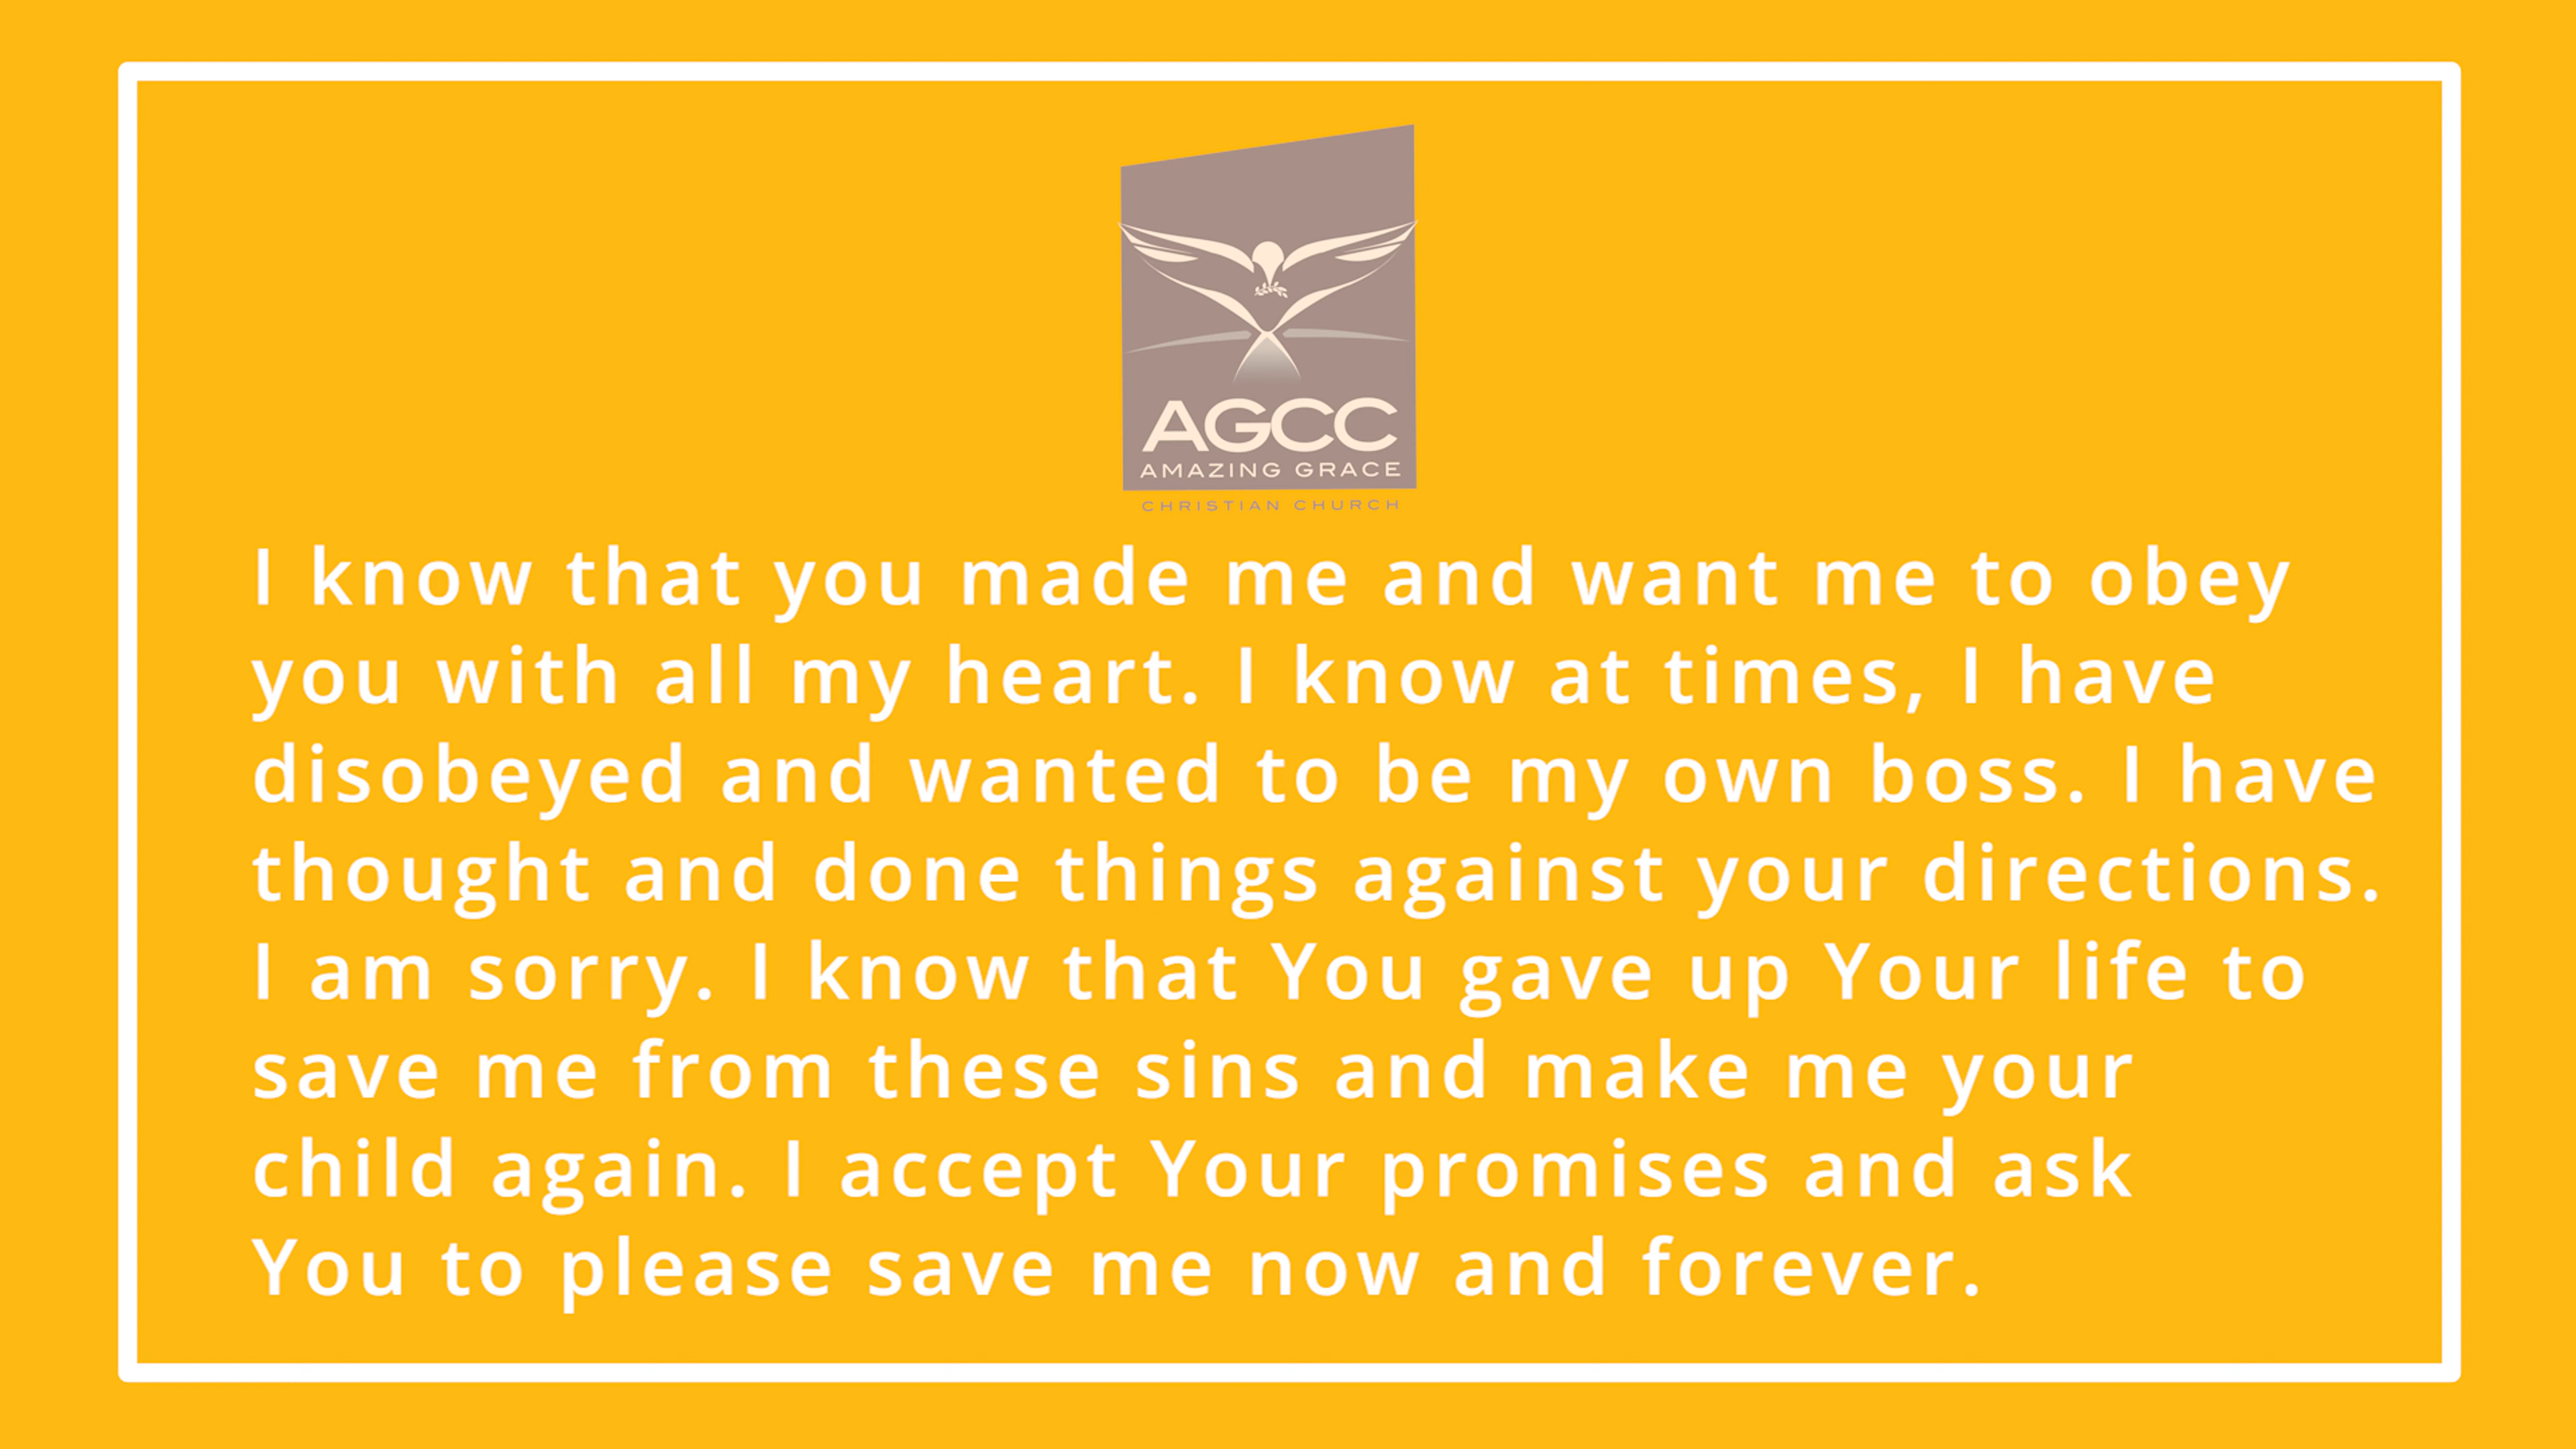 AGCC
AMAZING GRACE
CHRISTIAN CHURCH
I know that you made me and want me to obey
you with all my heart. I know at times, I have
disobeyed and wanted to be my own boss. I have
thought and done things against your directions.
I am sorry. I know that You gave up Your life to
save me from these sins and make me your
child again. I accept Your promises and ask
You to please save me now and forever.